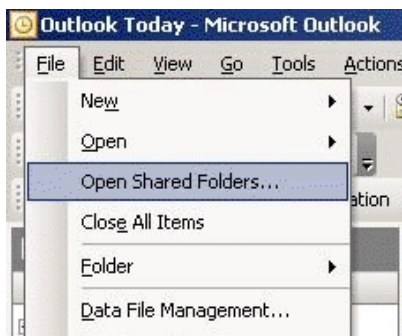 Outlook Today - Microsoft Outlook
File Edit View Go Tools Actions
New
Open
Open Shared Folders...
ation
Close All Items
Folder
Data File Management...